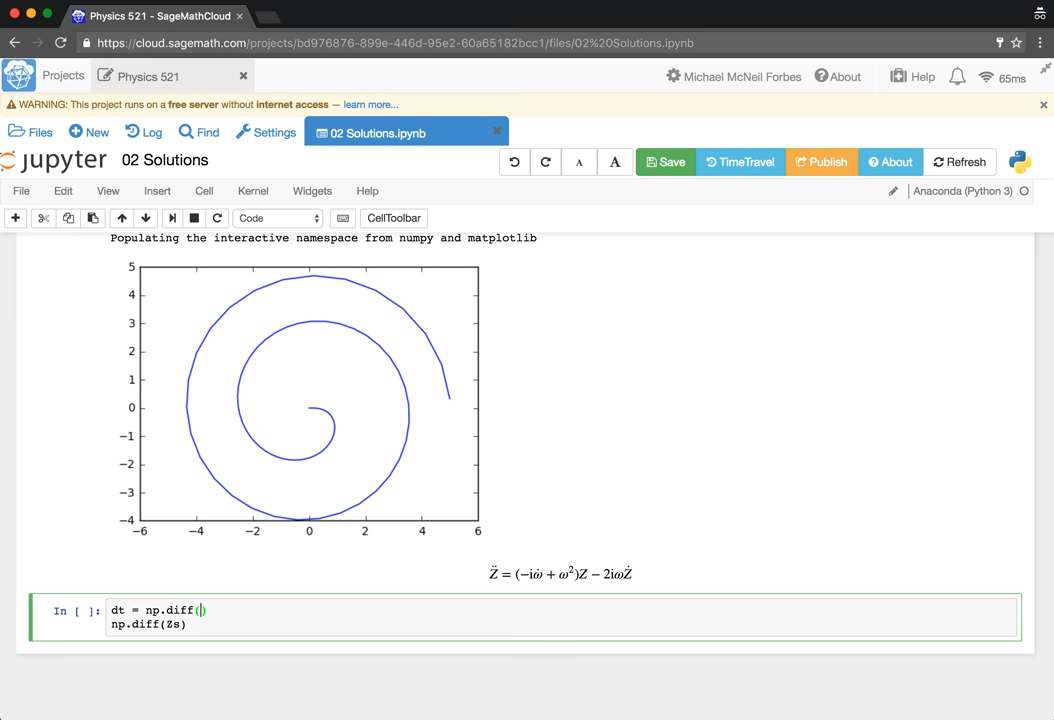 Physics 521 - SageMathCloud ×
https://cloud.sagemath.com/projects/bd976876-899e-446d-95e2-60a65182bcc1/files/02%20Solutions.ipynb
Projects Physics 521 × Michael McNeil Forbes About Help 65ms
WARNING: This project runs on a free server without internet access — learn more... ×
Files New Log Find Settings 02 Solutions.ipynb ×
jupyter 02 Solutions A A Save TimeTravel Publish About Refresh
File Edit View Insert Cell Kernel Widgets Help Anaconda (Python 3)
Code CellToolbar
Populating the interactive namespace from numpy and matplotlib
5
4
3
2
1
0
−1
−2
−3
−4
−6 −4 −2 0 2 4 6
Z̈ = (−iω̇ + ω²)Z − 2iωŻ
In [ ]: dt = np.diff()
np.diff(Zs)